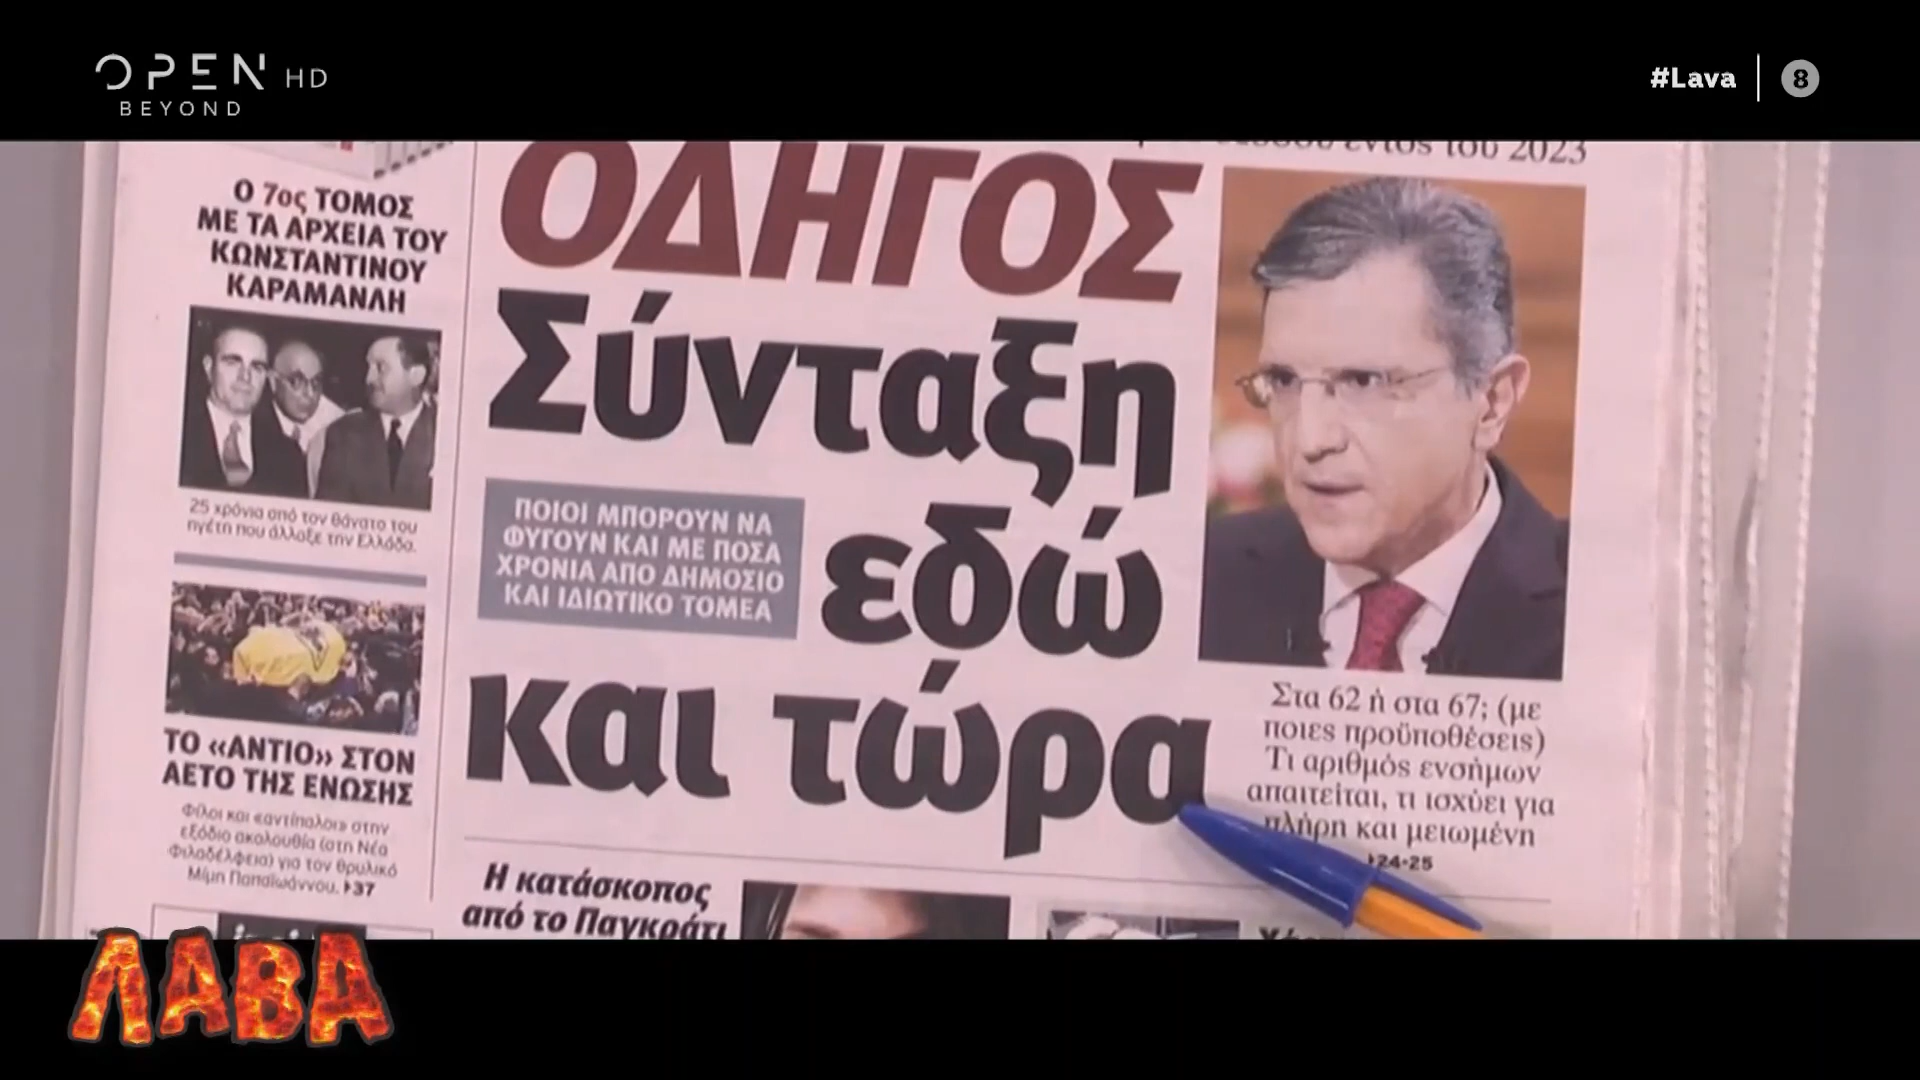 OPEN HD
BEYOND
#Lava
8
εντός του 2023
Ο 7ος ΤΟΜΟΣ
ΜΕ ΤΑ ΑΡΧΕΙΑ ΤΟΥ
ΚΩΝΣΤΑΝΤΙΝΟΥ
ΚΑΡΑΜΑΝΛΗ
25 χρόνια από τον θάνατο του
ηγέτη που άλλαξε την Ελλάδα.
ΤΟ «ΑΝΤΙΟ» ΣΤΟΝ
ΑΕΤΟ ΤΗΣ ΕΝΩΣΗΣ
Φίλοι και «αντίπαλοι» στην
εξόδιο ακολουθία (στη Νέα
Φιλαδέλφεια) για τον θρυλικό
Μίμη Παπαϊωάννου. 37
ΟΔΗΓΟΣ
Σύνταξη
εδώ
και τώρα
ΠΟΙΟΙ ΜΠΟΡΟΥΝ ΝΑ
ΦΥΓΟΥΝ ΚΑΙ ΜΕ ΠΟΣΑ
ΧΡΟΝΙΑ ΑΠΟ ΔΗΜΟΣΙΟ
ΚΑΙ ΙΔΙΩΤΙΚΟ ΤΟΜΕΑ
Στα 62 ή στα 67; (με
ποιες προϋποθέσεις)
Τι αριθμός ενσήμων
απαιτείται, τι ισχύει για
πλήρη και μειωμένη
24-25
Η κατάσκοπος
από το Παγκράτι
ΛΑΒΑ